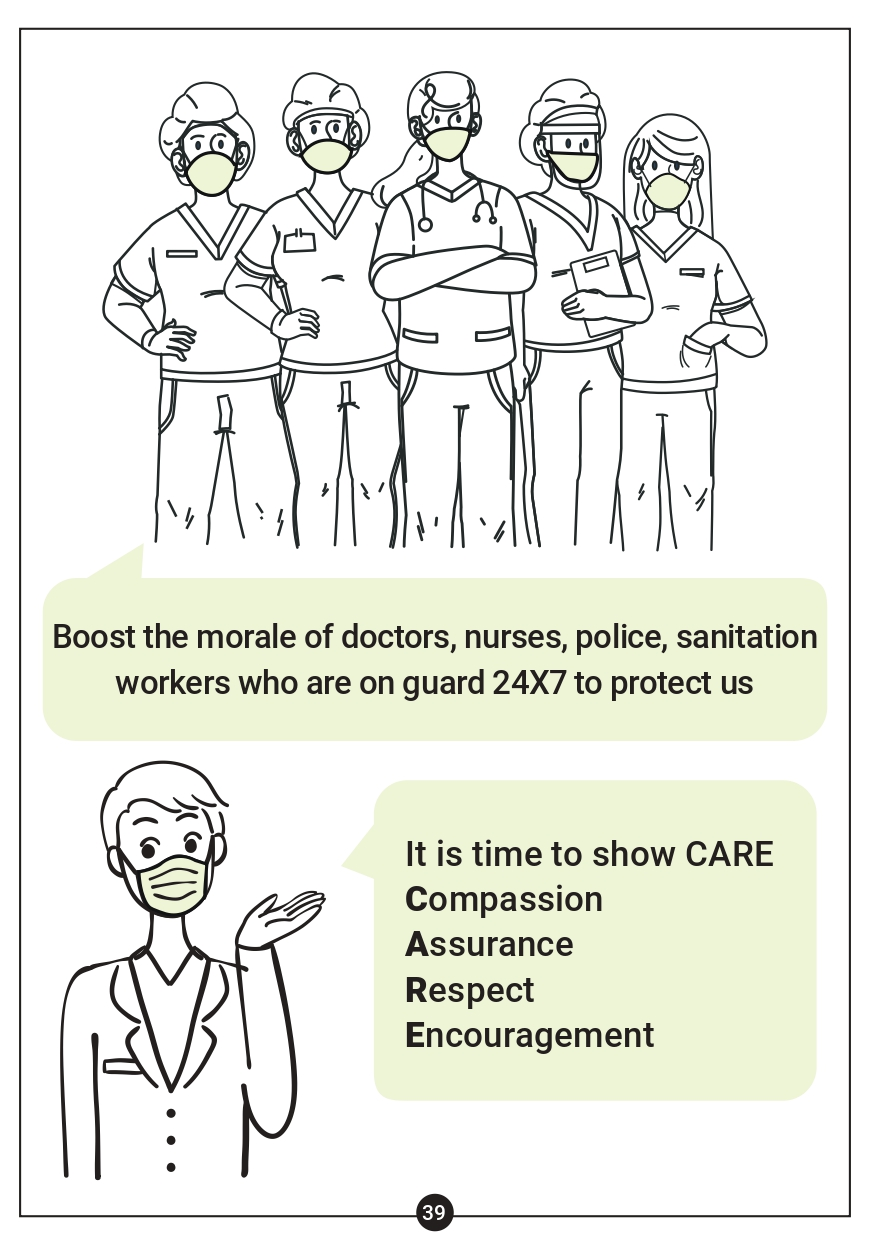 Boost the morale of doctors, nurses, police, sanitation
workers who are on guard 24X7 to protect us
It is time to show CARE
Compassion
Assurance
Respect
Encouragement
39